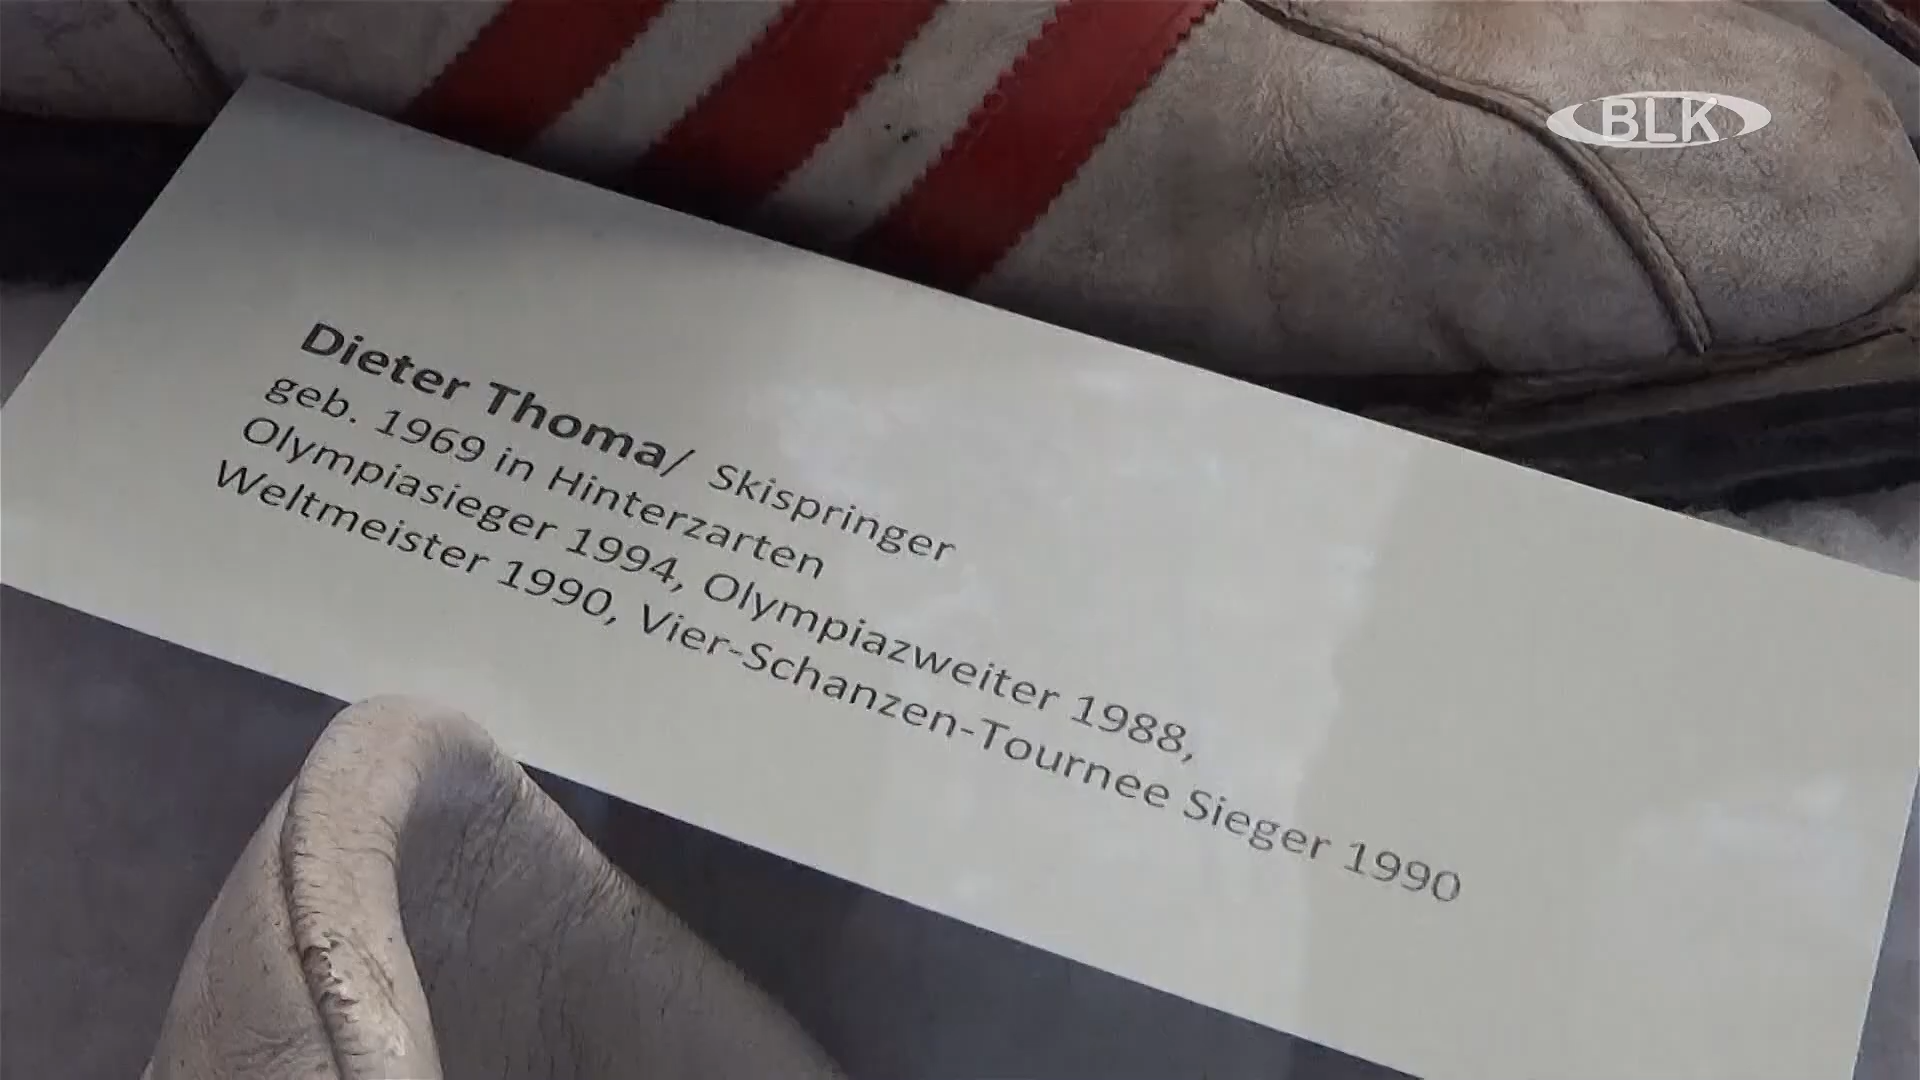 BLK
Dieter Thoma/ Skispringer
geb. 1969 in Hinterzarten
Olympiasieger 1994, Olympiazweiter 1988,
Weltmeister 1990, Vier-Schanzen-Tournee Sieger 1990